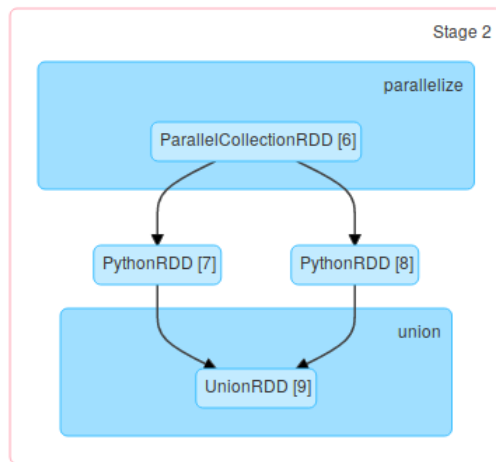 Stage 2
parallelize
ParallelCollectionRDD [6]
PythonRDD [7]
PythonRDD [8]
union
UnionRDD [9]